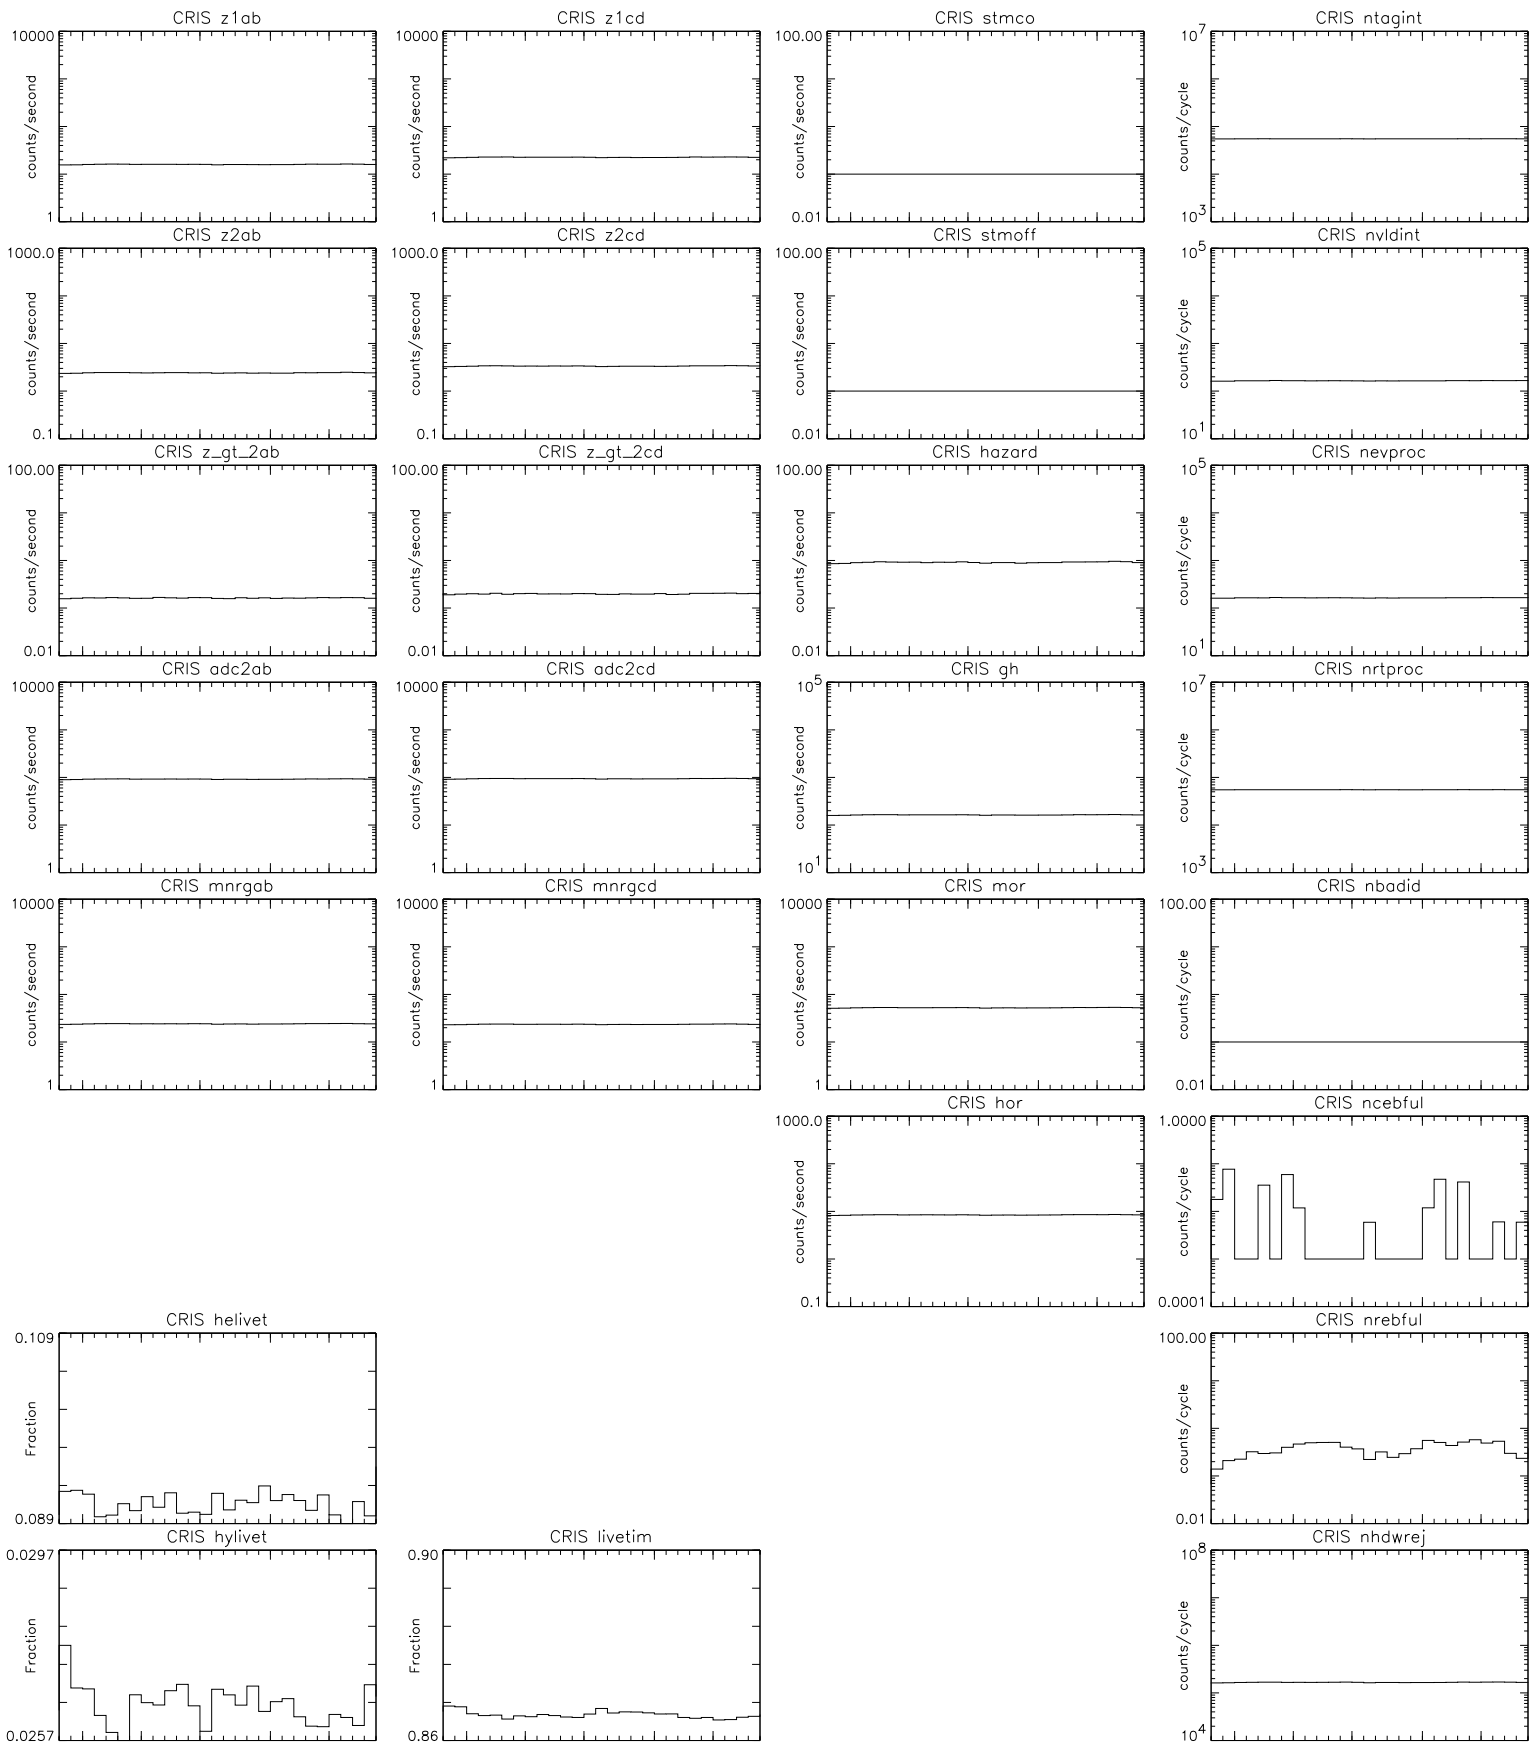 CRIS z1ab
10000
counts/second
1
CRIS z1cd
10000
counts/second
1
CRIS stmco
100.00
counts/second
0.01
CRIS ntagint
10^7
counts/cycle
10^3
CRIS z2ab
1000.0
counts/second
0.1
CRIS z2cd
1000.0
counts/second
0.1
CRIS stmoff
100.00
counts/second
0.01
CRIS nvldint
10^5
counts/cycle
10^1
CRIS z_gt_2ab
100.00
counts/second
0.01
CRIS z_gt_2cd
100.00
counts/second
0.01
CRIS hazard
100.00
counts/second
0.01
CRIS nevproc
10^5
counts/cycle
10^1
CRIS adc2ab
10000
counts/second
1
CRIS adc2cd
10000
counts/second
1
CRIS gh
10^5
counts/second
10^1
CRIS nrtproc
10^7
counts/cycle
10^3
CRIS mnrgab
10000
counts/second
1
CRIS mnrgcd
10000
counts/second
1
CRIS mor
10000
counts/second
1
CRIS nbadid
100.00
counts/cycle
0.01
CRIS hor
1000.0
counts/second
0.1
CRIS ncebful
1.0000
counts/cycle
0.0001
CRIS helivet
0.109
Fraction
0.089
CRIS nrebful
100.00
counts/cycle
0.01
CRIS hylivet
0.0297
Fraction
0.0257
CRIS livetim
0.90
Fraction
0.86
CRIS nhdwrej
10^8
counts/cycle
10^4